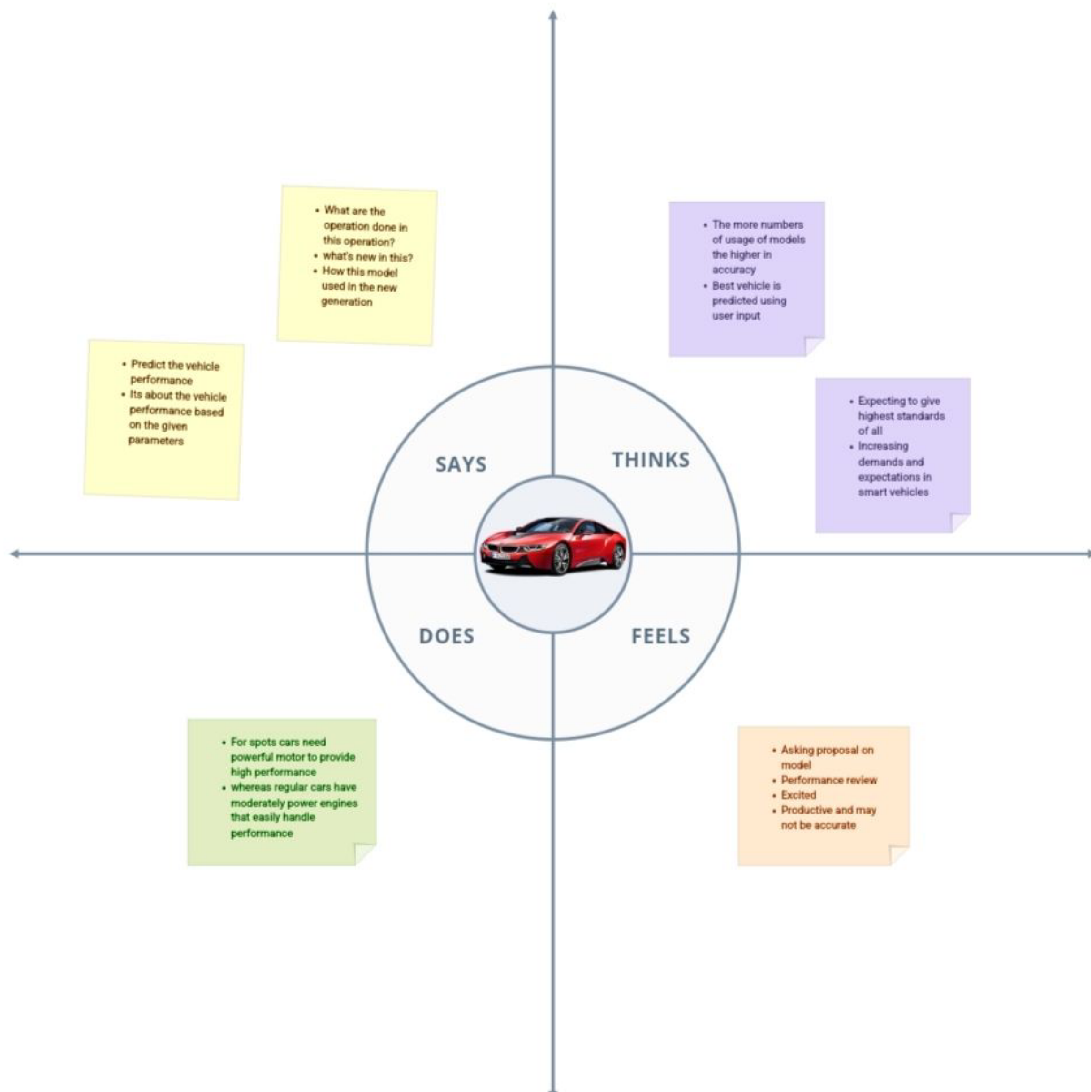 • What are the
operation done in
this operation?
• what's new in this?
• How this model
used in the new
generation
• Predict the vehicle
performance
• Its about the vehicle
performance based
on the given
parameters
• The more numbers
of usage of models
the higher in
accuracy
• Best vehicle is
predicted using
user input
• Expecting to give
highest standards
of all
• Increasing
demands and
expectations in
smart vehicles
SAYS
THINKS
DOES
FEELS
• For spots cars need
powerful motor to provide
high performance
• whereas regular cars have
moderately power engines
that easily handle
performance
• Asking proposal on
model
• Performance review
• Excited
• Productive and may
not be accurate